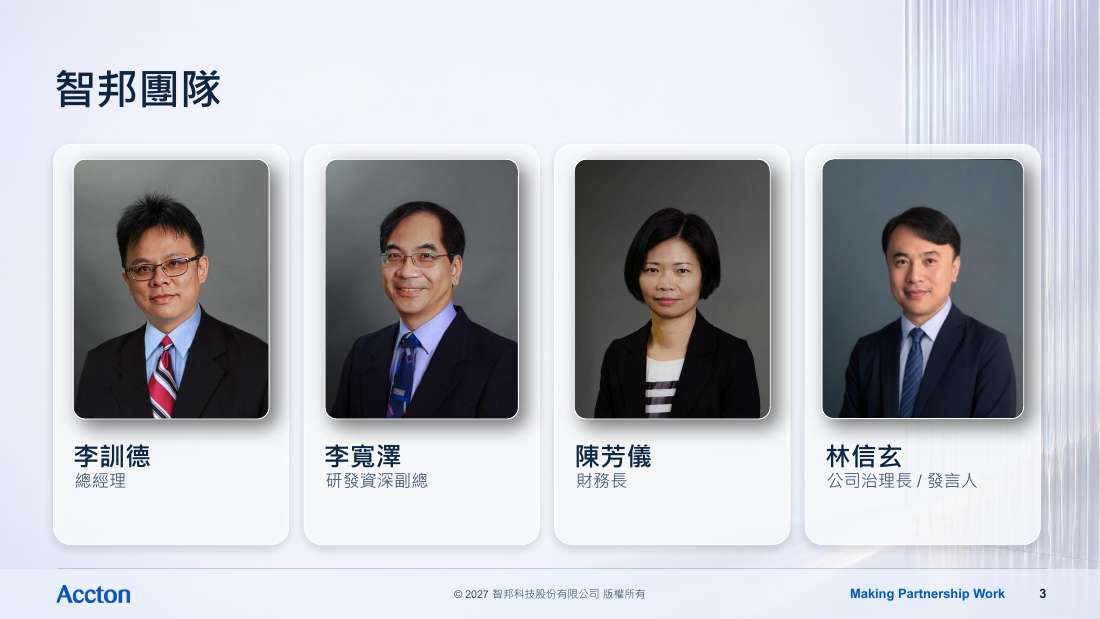 智邦團隊
李訓德
總經理
李寬澤
研發資深副總
陳芳儀
財務長
林信玄
公司治理長 / 發言人
Accton
© 2027 智邦科技股份有限公司 版權所有
Making Partnership Work
3